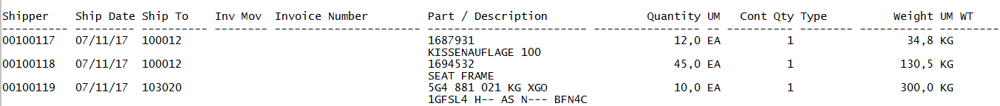 Shipper    Ship Date Ship To    Inv Mov  Invoice Number         Part / Description            Quantity UM   Cont Qty Type          Weight UM WT
---------- --------- ---------- -------- ---------------------- ------------------------ ------------- -- ---------- -------- ----------- -- ---------
00100117   07/11/17  100012                                     1687931                           12,0 EA          1                 34,8 KG
KISSENAUFLAGE 100
00100118   07/11/17  100012                                     1694532                           45,0 EA          1                130,5 KG
SEAT FRAME
00100119   07/11/17  103020                                     5G4 881 021 KG XGO                10,0 EA          1                300,0 KG
1GFSL4 H-- AS N--- BFN4C